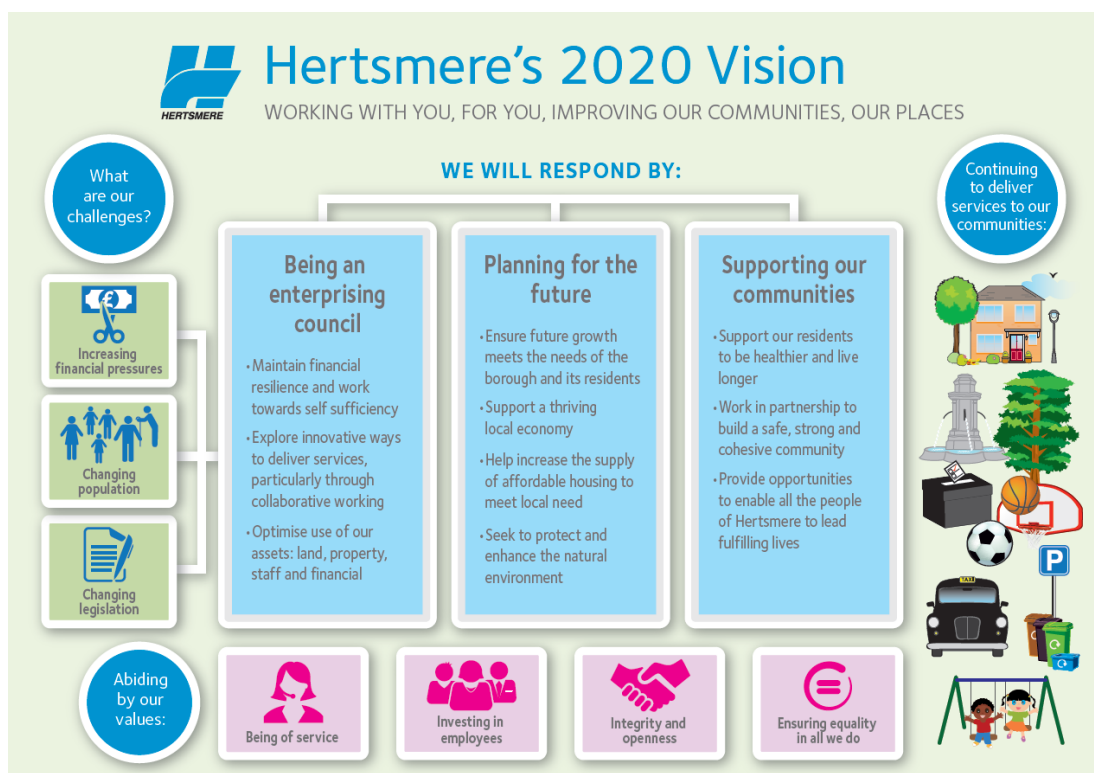 Hertsmere's 2020 Vision
HERTSMERE
WORKING WITH YOU, FOR YOU, IMPROVING OUR COMMUNITIES, OUR PLACES
What
are our
challenges?
Increasing
financial pressures
Changing
population
Changing
legislation
WE WILL RESPOND BY:
Being an
enterprising
council
•Maintain financial
resilience and work
towards self sufficiency
•Explore innovative ways
to deliver services,
particularly through
collaborative working
•Optimise use of our
assets: land, property,
staff and financial
Planning for the
future
•Ensure future growth
meets the needs of the
borough and its residents
•Support a thriving
local economy
•Help increase the supply
of affordable housing to
meet local need
•Seek to protect and
enhance the natural
environment
Supporting our
communities
•Support our residents
to be healthier and live
longer
•Work in partnership to
build a safe, strong and
cohesive community
•Provide opportunities
to enable all the people
of Hertsmere to lead
fulfilling lives
Continuing
to deliver
services to our
communities:
P
TAXI
Abiding
by our
values:
Being of service
Investing in
employees
Integrity and
openness
Ensuring equality
in all we do